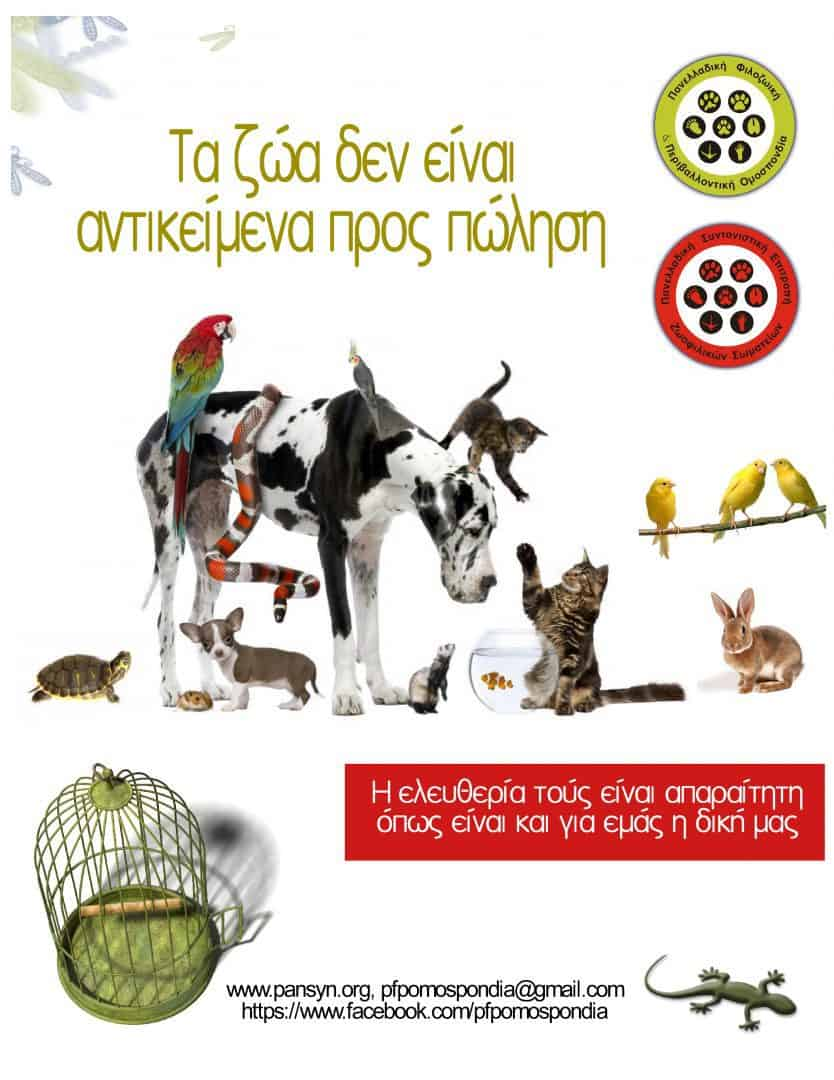 Τα ζώα δεν είναι
αντικείμενα προς πώληση
Πανελλαδική Φιλοζωική
& Περιβαλλοντική Ομοσπονδία
Πανελλαδική Συντονιστική Επιτροπή
Ζωοφιλικών Σωματείων
Η ελευθερία τούς είναι απαραίτητη
όπως είναι και για εμάς η δική μας
www.pansyn.org, pfpomospondia@gmail.com
https://www.facebook.com/pfpomospondia